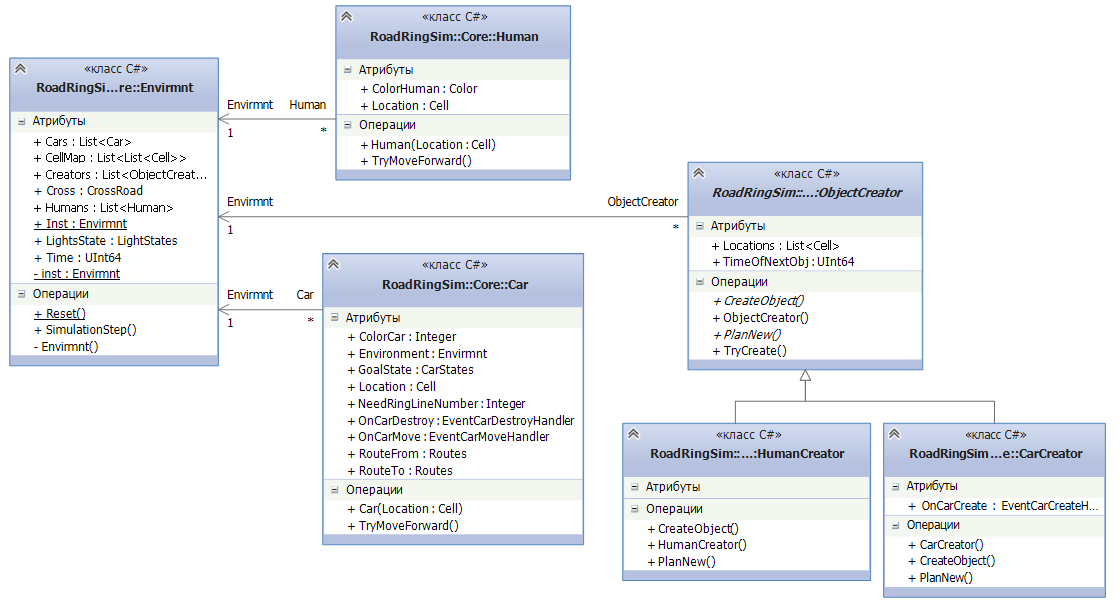 «класс C#»
RoadRingSi...re::Envirmnt
Атрибуты
+ Cars : List<Car>
+ CellMap : List<List<Cell>>
+ Creators : List<ObjectCreat...
+ Cross : CrossRoad
+ Humans : List<Human>
+ Inst : Envirmnt
+ LightsState : LightStates
+ Time : UInt64
- inst : Envirmnt
Операции
+ Reset()
+ SimulationStep()
- Envirmnt()
«класс C#»
RoadRingSim::Core::Human
Атрибуты
+ ColorHuman : Color
+ Location : Cell
Операции
+ Human(Location : Cell)
+ TryMoveForward()
Envirmnt Human
1 *
Envirmnt ObjectCreator
1 *
Envirmnt Car
1 *
«класс C#»
RoadRingSim::Core::Car
Атрибуты
+ ColorCar : Integer
+ Environment : Envirmnt
+ GoalState : CarStates
+ Location : Cell
+ NeedRingLineNumber : Integer
+ OnCarDestroy : EventCarDestroyHandler
+ OnCarMove : EventCarMoveHandler
+ RouteFrom : Routes
+ RouteTo : Routes
Операции
+ Car(Location : Cell)
+ TryMoveForward()
«класс C#»
RoadRingSim::...:ObjectCreator
Атрибуты
+ Locations : List<Cell>
+ TimeOfNextObj : UInt64
Операции
+ CreateObject()
+ ObjectCreator()
+ PlanNew()
+ TryCreate()
«класс C#»
RoadRingSim::...:HumanCreator
Атрибуты
Операции
+ CreateObject()
+ HumanCreator()
+ PlanNew()
«класс C#»
RoadRingSim...e::CarCreator
Атрибуты
+ OnCarCreate : EventCarCreateH...
Операции
+ CarCreator()
+ CreateObject()
+ PlanNew()